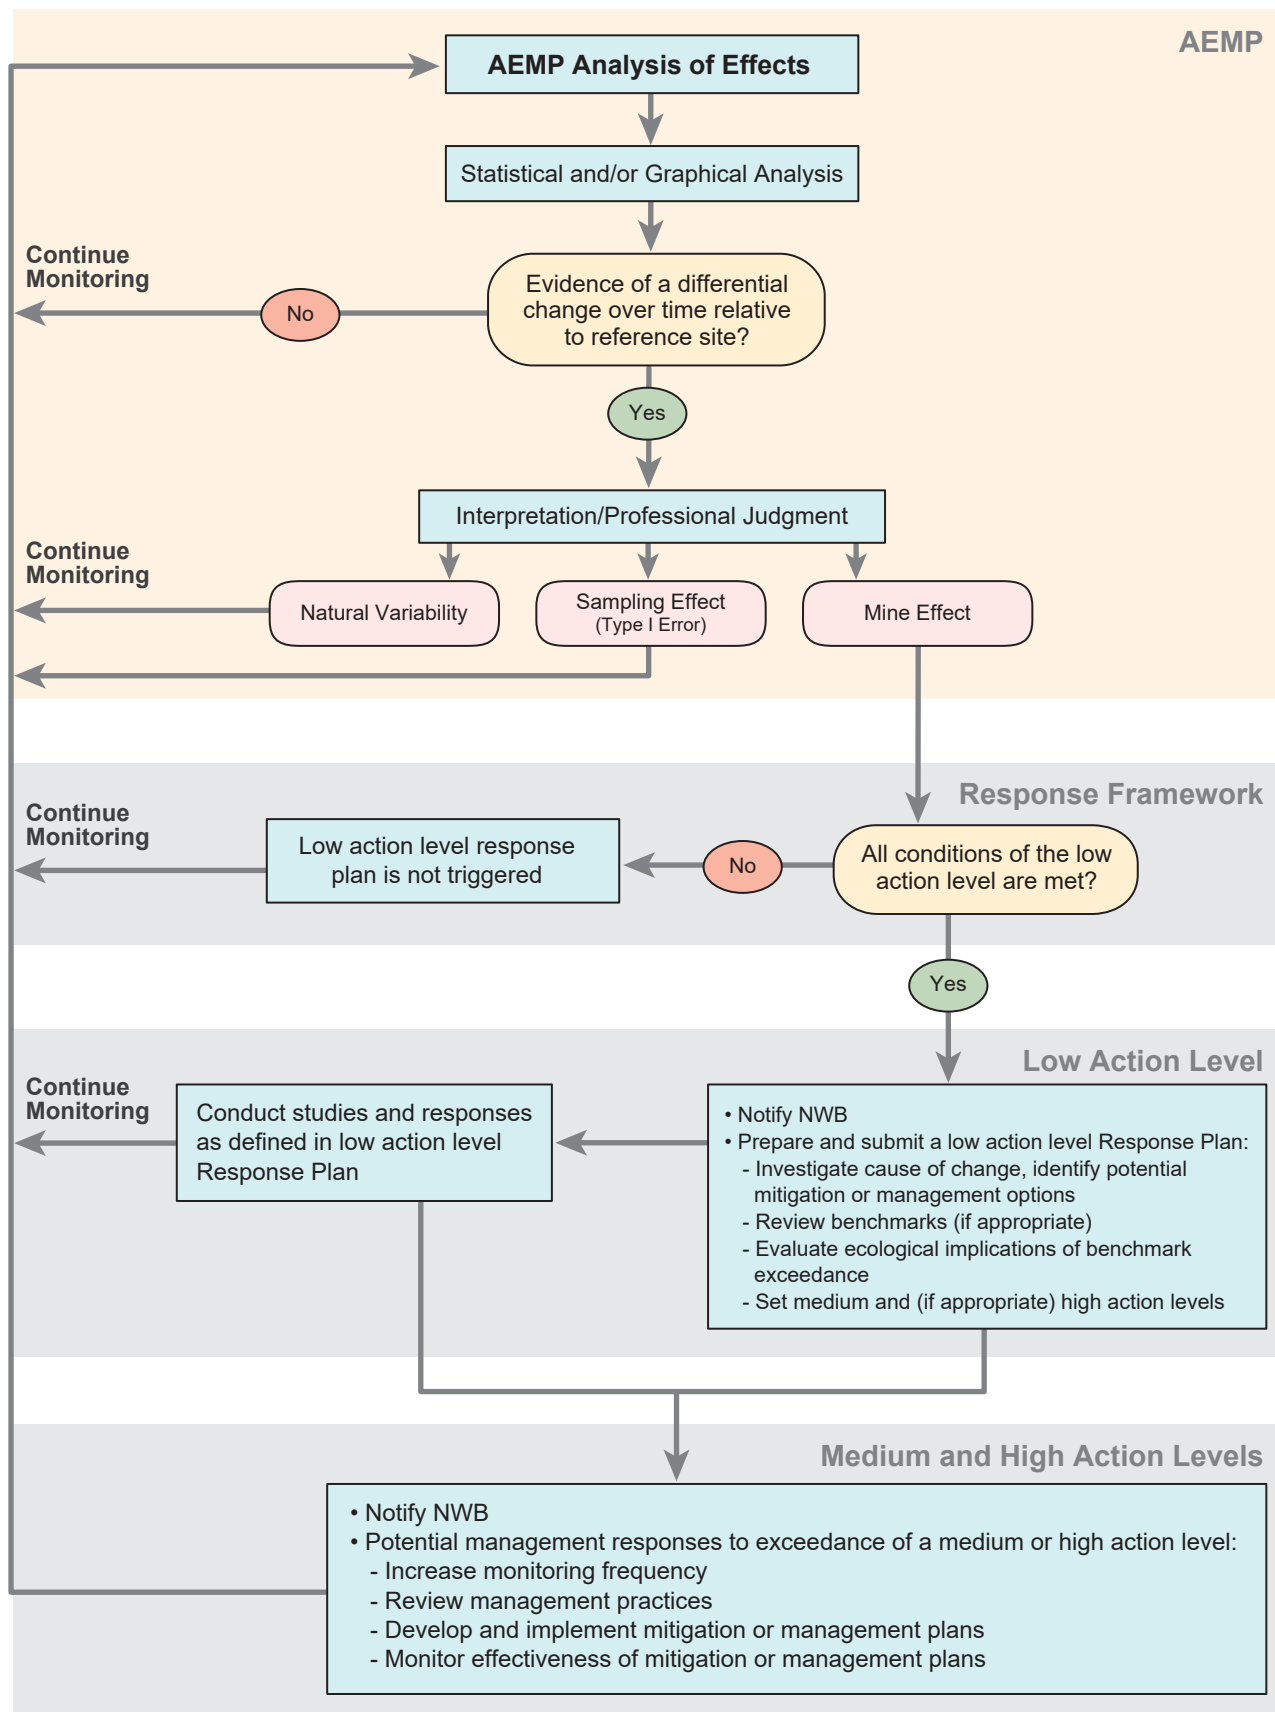 AEMP
AEMP Analysis of Effects
Statistical and/or Graphical Analysis
Continue
Monitoring
No
Evidence of a differential
change over time relative
to reference site?
Yes
Interpretation/Professional Judgment
Continue
Monitoring
Natural Variability
Sampling Effect
(Type I Error)
Mine Effect
Response Framework
Continue
Monitoring
Low action level response
plan is not triggered
No
All conditions of the low
action level are met?
Yes
Low Action Level
Continue
Monitoring
Conduct studies and responses
as defined in low action level
Response Plan
• Notify NWB
• Prepare and submit a low action level Response Plan:
- Investigate cause of change, identify potential
mitigation or management options
- Review benchmarks (if appropriate)
- Evaluate ecological implications of benchmark
exceedance
- Set medium and (if appropriate) high action levels
Medium and High Action Levels
• Notify NWB
• Potential management responses to exceedance of a medium or high action level:
- Increase monitoring frequency
- Review management practices
- Develop and implement mitigation or management plans
- Monitor effectiveness of mitigation or management plans